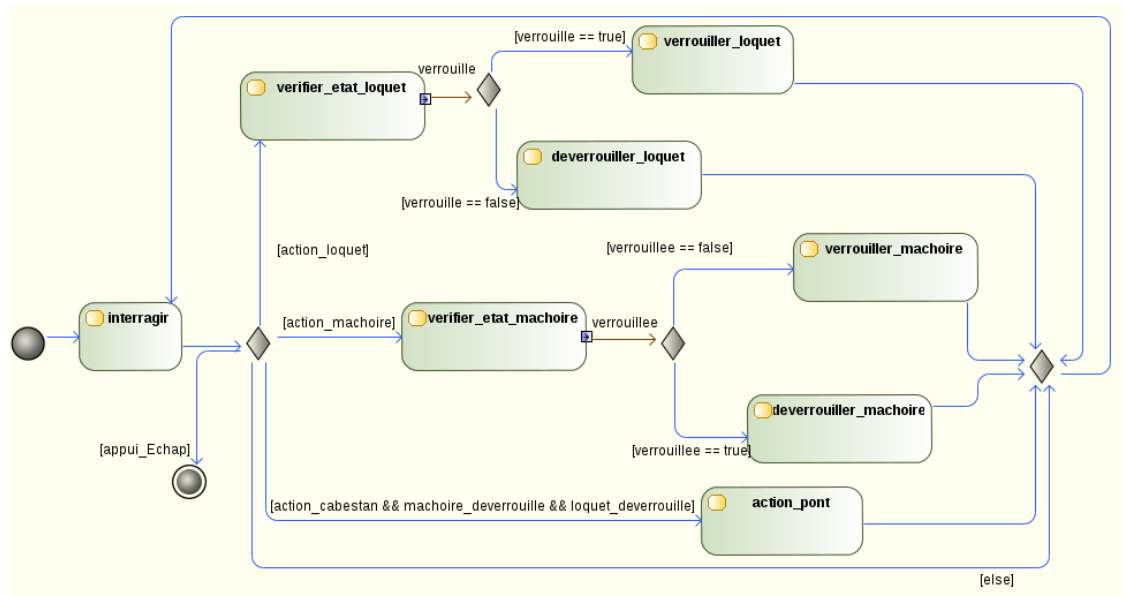 [verrouille == true]
verrouiller_loquet
verrouille
verifier_etat_loquet
deverrouiller_loquet
[verrouille == false]
[action_loquet]
[verrouillee == false]
verrouiller_machoire
interragir
[action_machoire]
verifier_etat_machoire
verrouillee
deverrouiller_machoire
[appui_Echap]
[verrouillee == true]
[action_cabestan && machoire_deverrouille && loquet_deverrouille]
action_pont
[else]